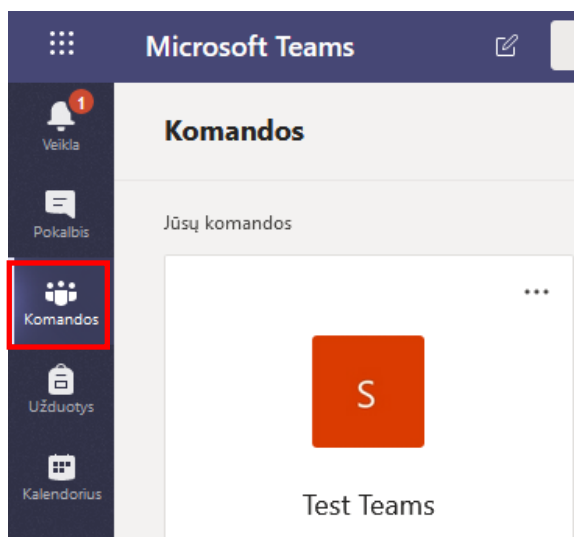 Microsoft Teams
1
Veikla
Komandos
Pokalbis
Jūsų komandos
Komandos
S
Užduotys
Kalendorius
Test Teams